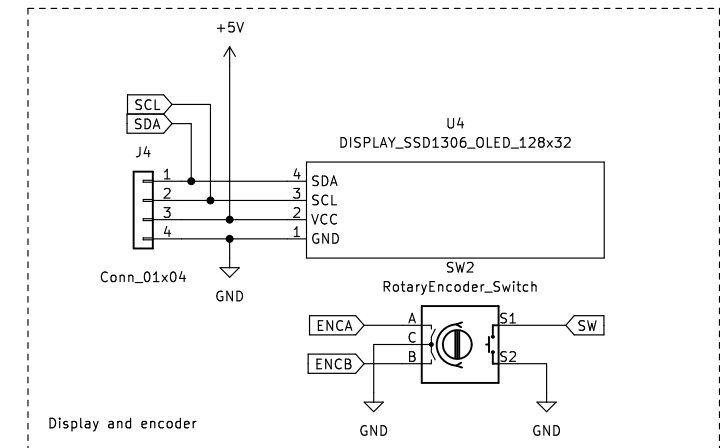 +5V
SCL
SDA
J4
U4
DISPLAY_SSD1306_OLED_128x32
1 4 SDA
2 3 SCL
3 2 VCC
4 1 GND
Conn_01x04
GND
SW2
RotaryEncoder_Switch
ENCA A S1 SW
C
ENCB B S2
Display and encoder
GND GND